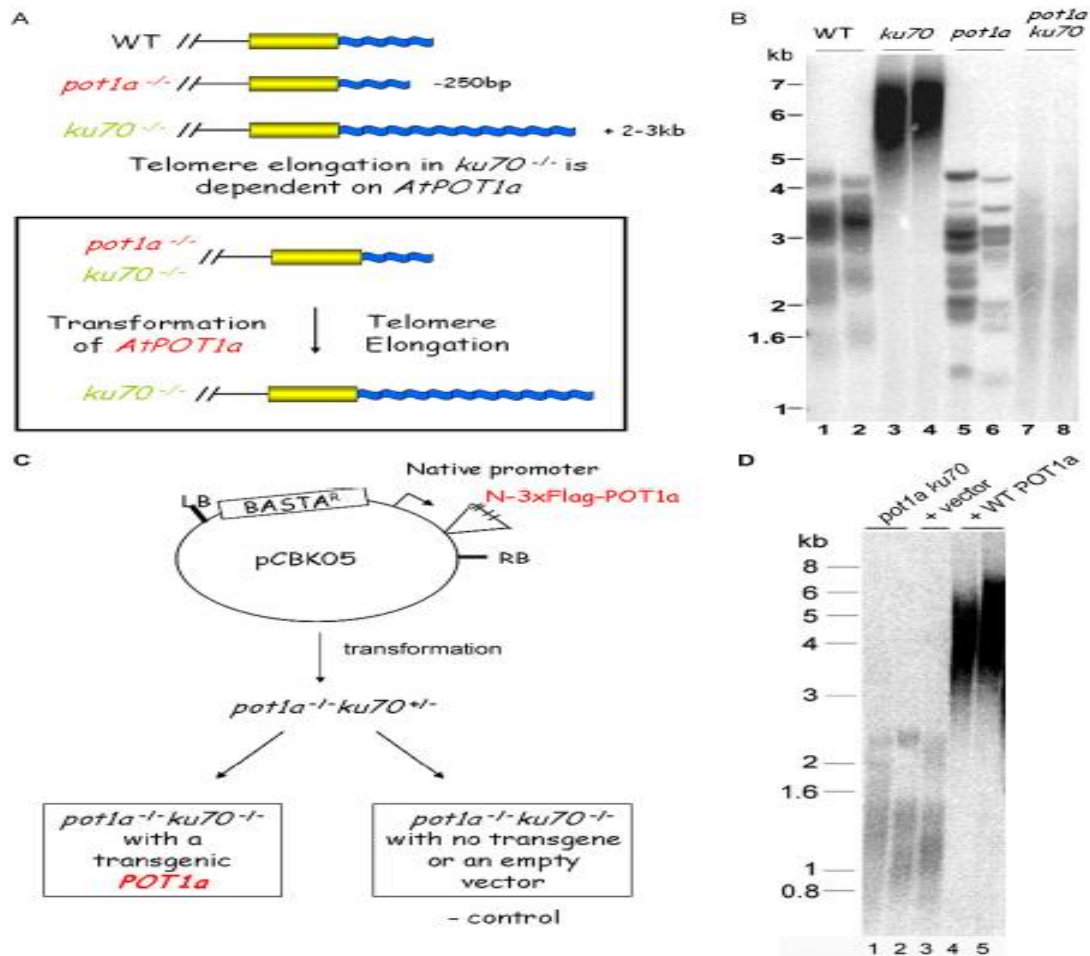 A
WT
pot1a -/-
-250bp
ku70 -/-
+ 2-3kb
Telomere elongation in ku70 -/- is
dependent on AtPOT1a
pot1a -/-
ku70 -/-
Transformation
of AtPOT1a
Telomere
Elongation
ku70 -/-
B
WT ku70 pot1a pot1a ku70
kb
7
6
5
4
3
2
1.6
1
1 2 3 4 5 6 7 8
C
Native promoter
N-3xFlag-POT1a
LB
BASTA R
pCBK05
RB
transformation
pot1a -/- ku70 +/-
pot1a -/- ku70 -/-
with a
transgenic
POT1a
pot1a -/- ku70 -/-
with no transgene
or an empty
vector
- control
D
pot1a ku70
+ vector
+ WT POT1a
kb
8
6
5
4
3
2
1.6
1
0.8
1 2 3 4 5